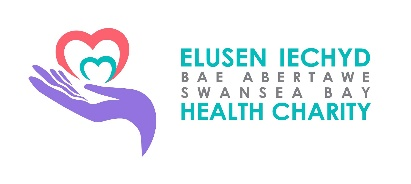 ELUSEN IECHYD
BAE ABERTAWE
SWANSEA BAY
HEALTH CHARITY